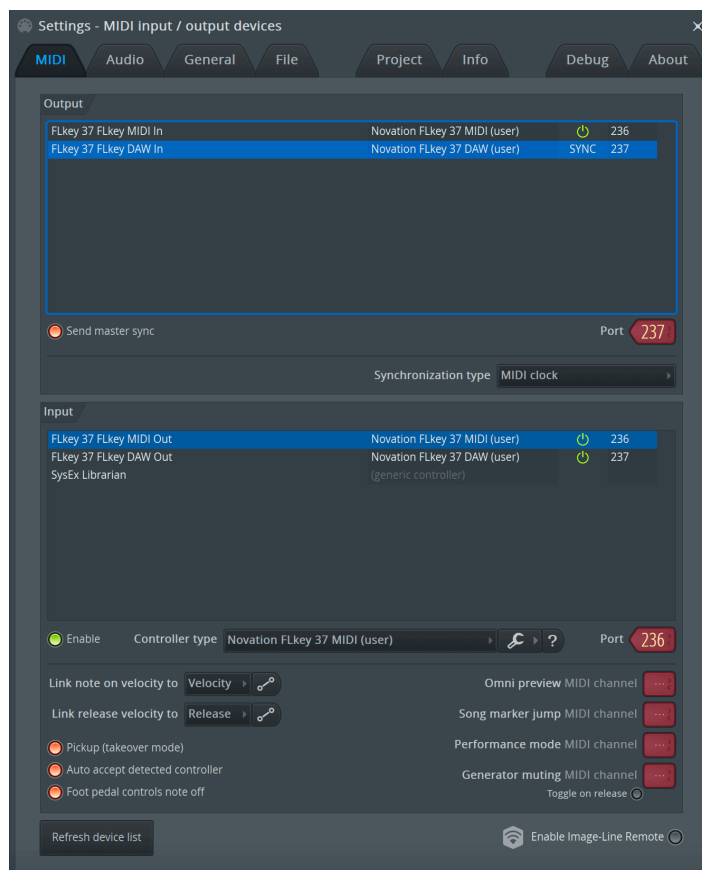 Settings - MIDI input / output devices
MIDI Audio General File Project Info Debug About
Output
FLkey 37 FLkey MIDI In Novation FLkey 37 MIDI (user) 236
FLkey 37 FLkey DAW In Novation FLkey 37 DAW (user) SYNC 237
Send master sync Port 237
Synchronization type MIDI clock
Input
FLkey 37 FLkey MIDI Out Novation FLkey 37 MIDI (user) 236
FLkey 37 FLkey DAW Out Novation FLkey 37 DAW (user) 237
SysEx Librarian (generic controller)
Enable Controller type Novation FLkey 37 MIDI (user) ? Port 236
Link note on velocity to Velocity Omni preview MIDI channel ---
Link release velocity to Release Song marker jump MIDI channel ---
Pickup (takeover mode) Performance mode MIDI channel ---
Auto accept detected controller Generator muting MIDI channel ---
Foot pedal controls note off Toggle on release
Refresh device list Enable Image-Line Remote